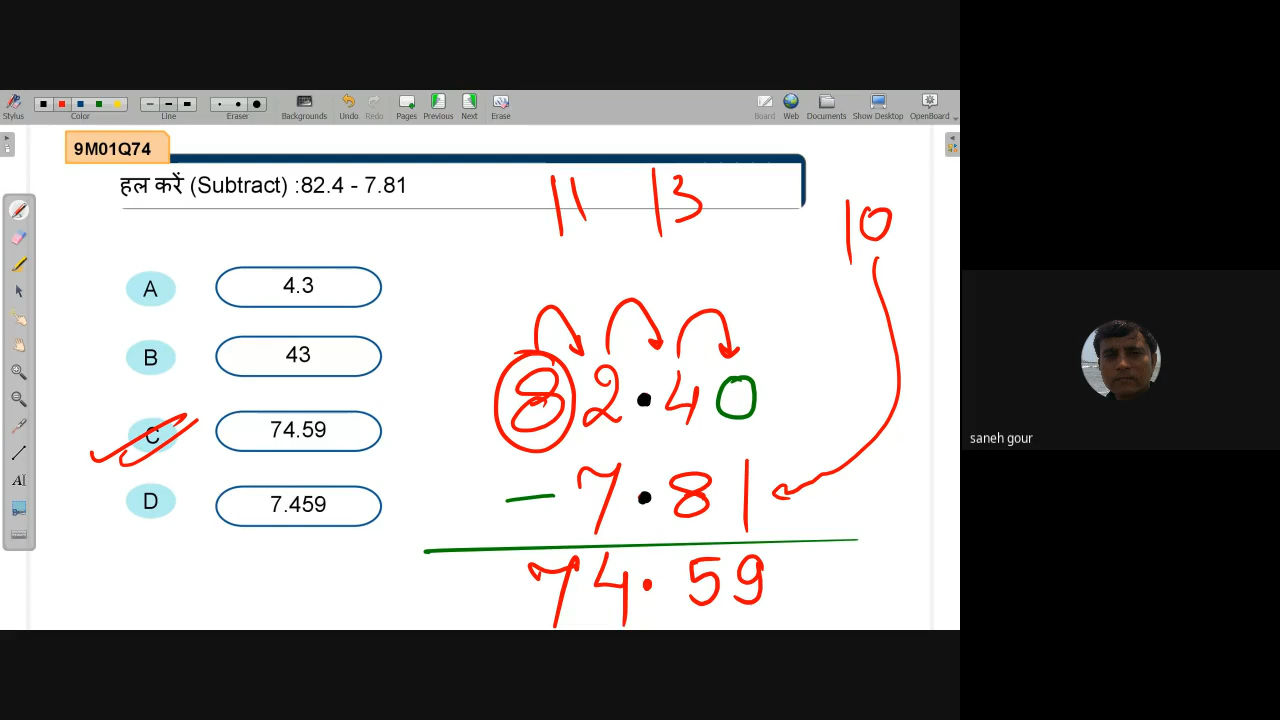 Stylus Color Line Eraser Backgrounds Undo Redo Pages Previous Next Erase Board Web Documents Show Desktop OpenBoard
9M01Q74
हल करें (Subtract) :82.4 - 7.81
11 13
10
A 4.3
B 43
C 74.59
D 7.459
82.40
- 7.81
74.59
saneh gour